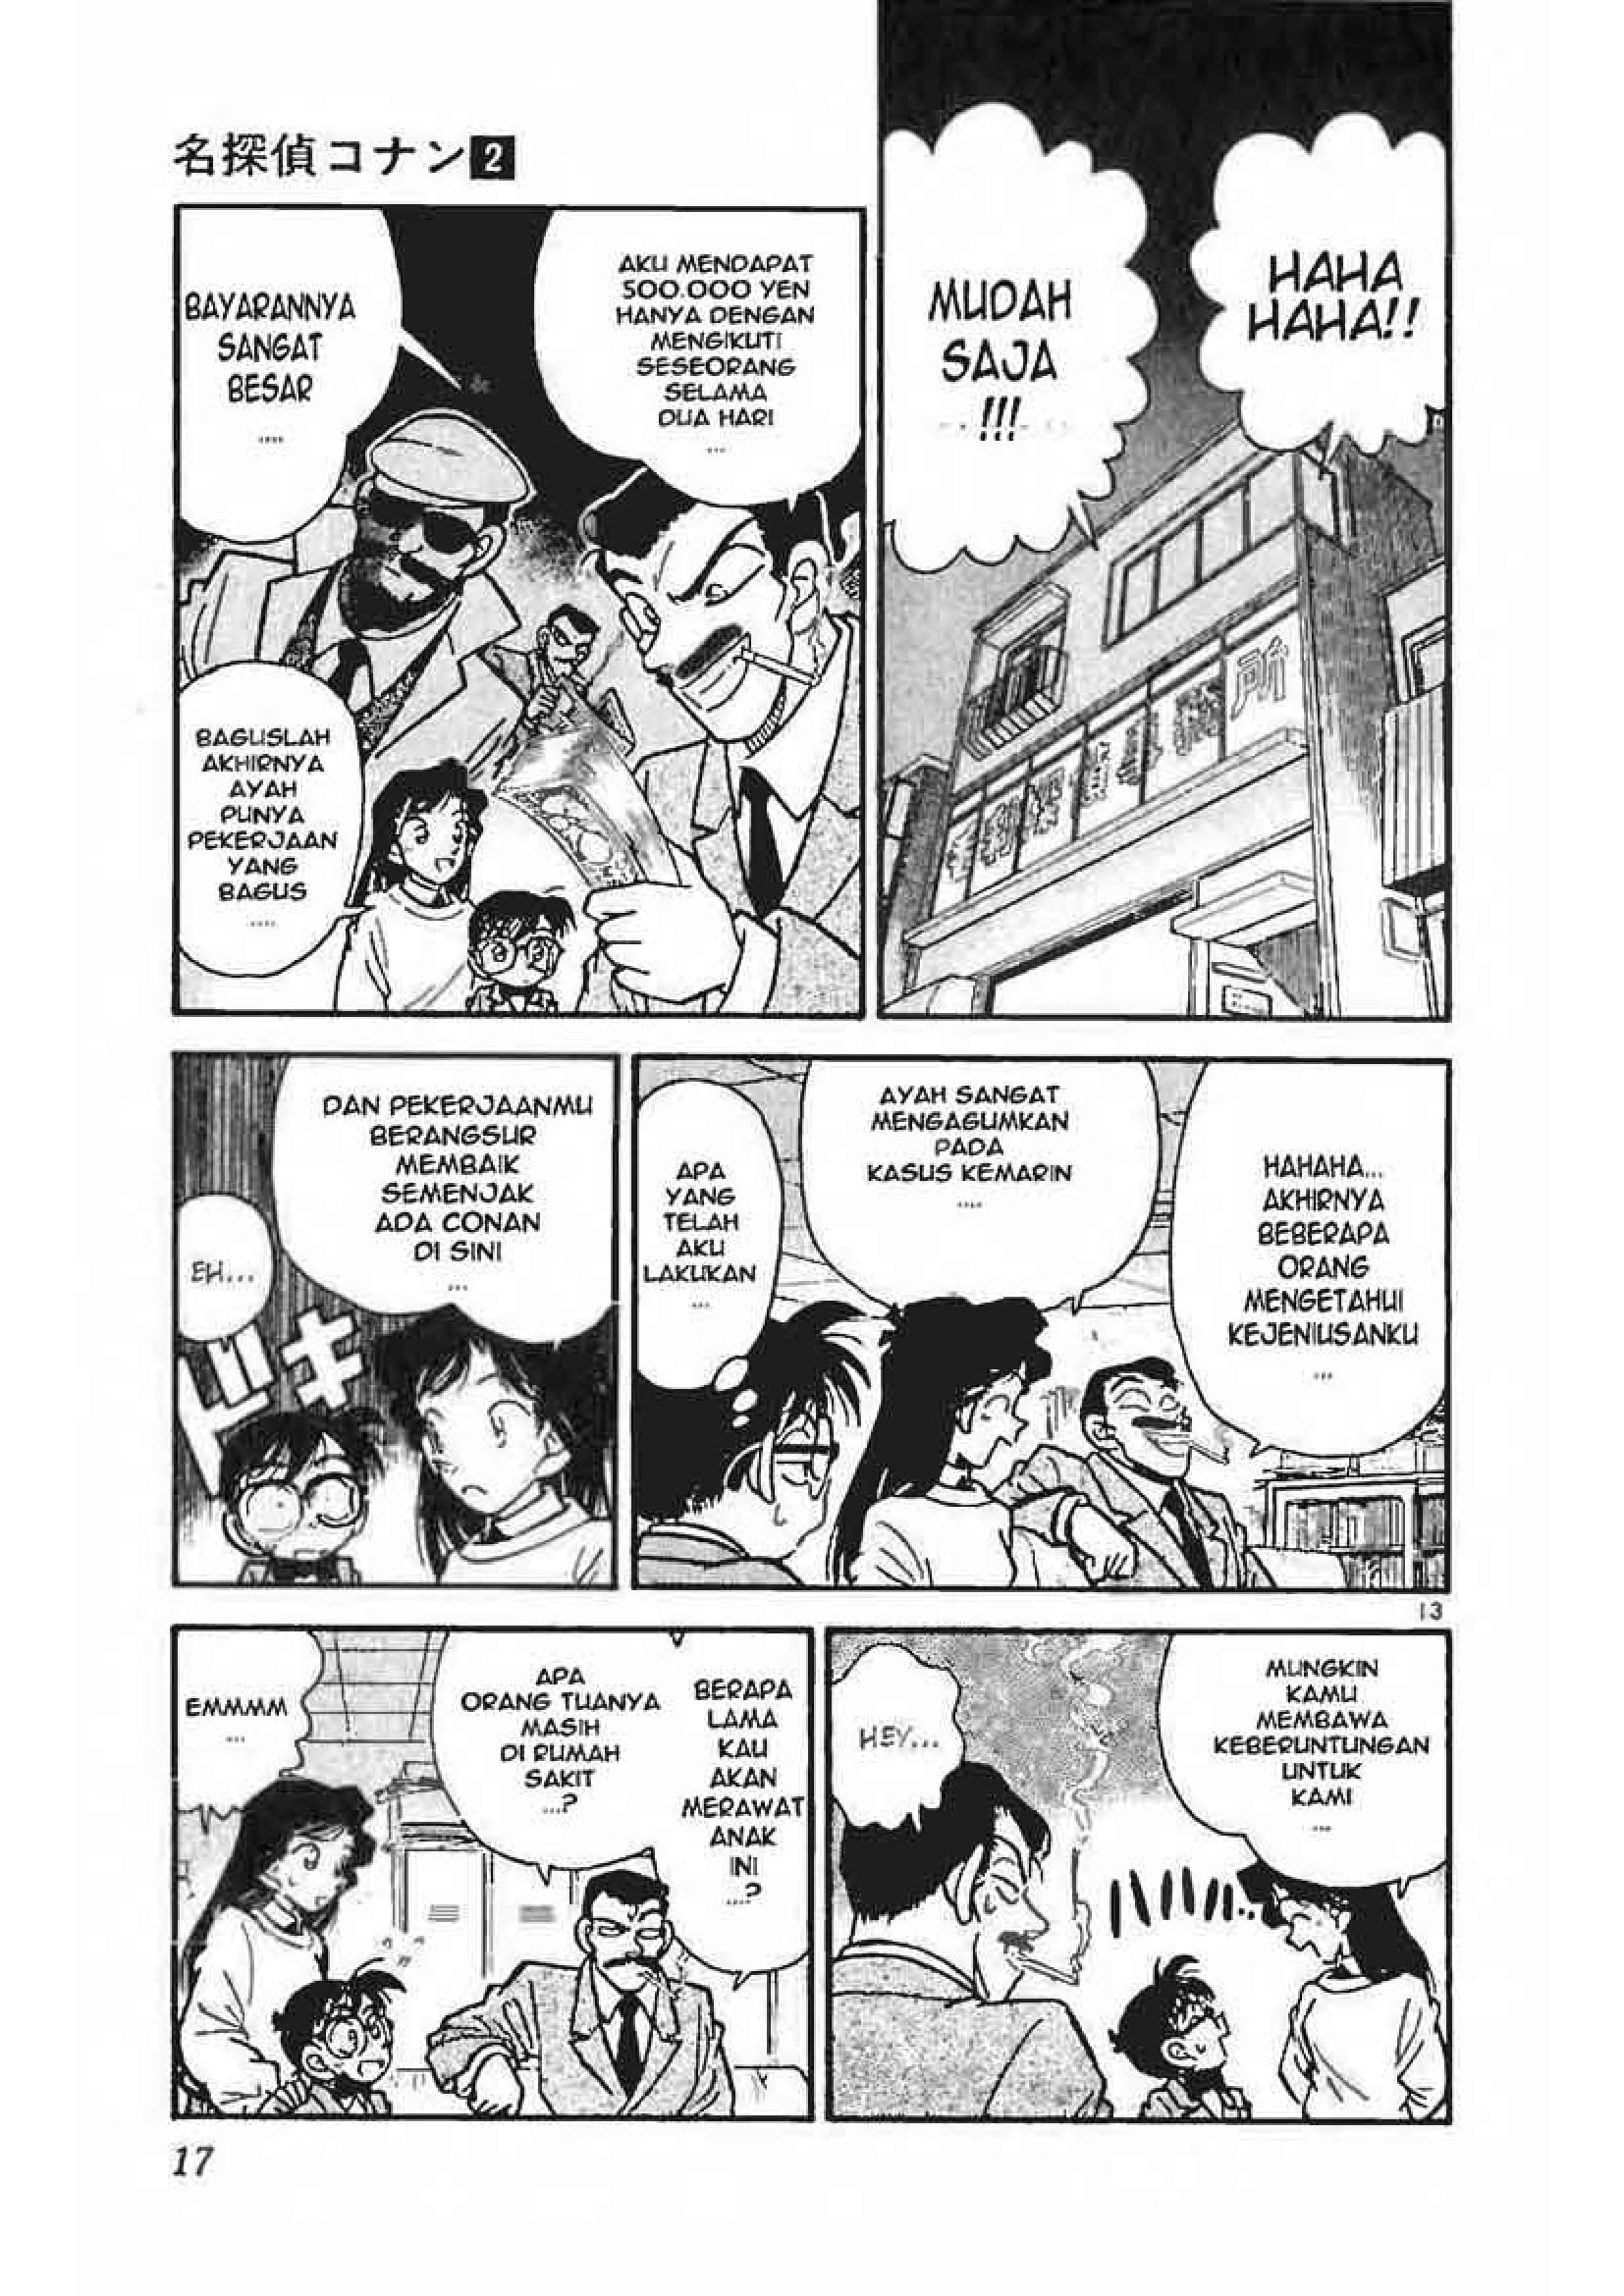 名探偵コナン2
HAHA
HAHA!!
MUDAH
SAJA
!!!
所
AKU MENDAPAT
500.000 YEN
HANYA DENGAN
MENGIKUTI
SESEORANG
SELAMA
DUA HARI
...
BAYARANNYA
SANGAT
BESAR
....
BAGUSLAH
AKHIRNYA
AYAH
PUNYA
PEKERJAAN
YANG
BAGUS
....
HAHAHA...
AKHIRNYA
BEBERAPA
ORANG
MENGETAHUI
KEJENIUSANKU
...
AYAH SANGAT
MENGAGUMKAN
PADA
KASUS KEMARIN
....
APA
YANG
TELAH
AKU
LAKUKAN
...
DAN PEKERJAANMU
BERANGSUR
MEMBAIK
SEMENJAK
ADA CONAN
DI SINI
...
EH...
ドキ
13
MUNGKIN
KAMU
MEMBAWA
KEBERUNTUNGAN
UNTUK
KAMI
...
HEY...
BERAPA
LAMA
KAU
AKAN
MERAWAT
ANAK
INI
....?
APA
ORANG TUANYA
MASIH
DI RUMAH
SAKIT
...?
EMMMM
...
17